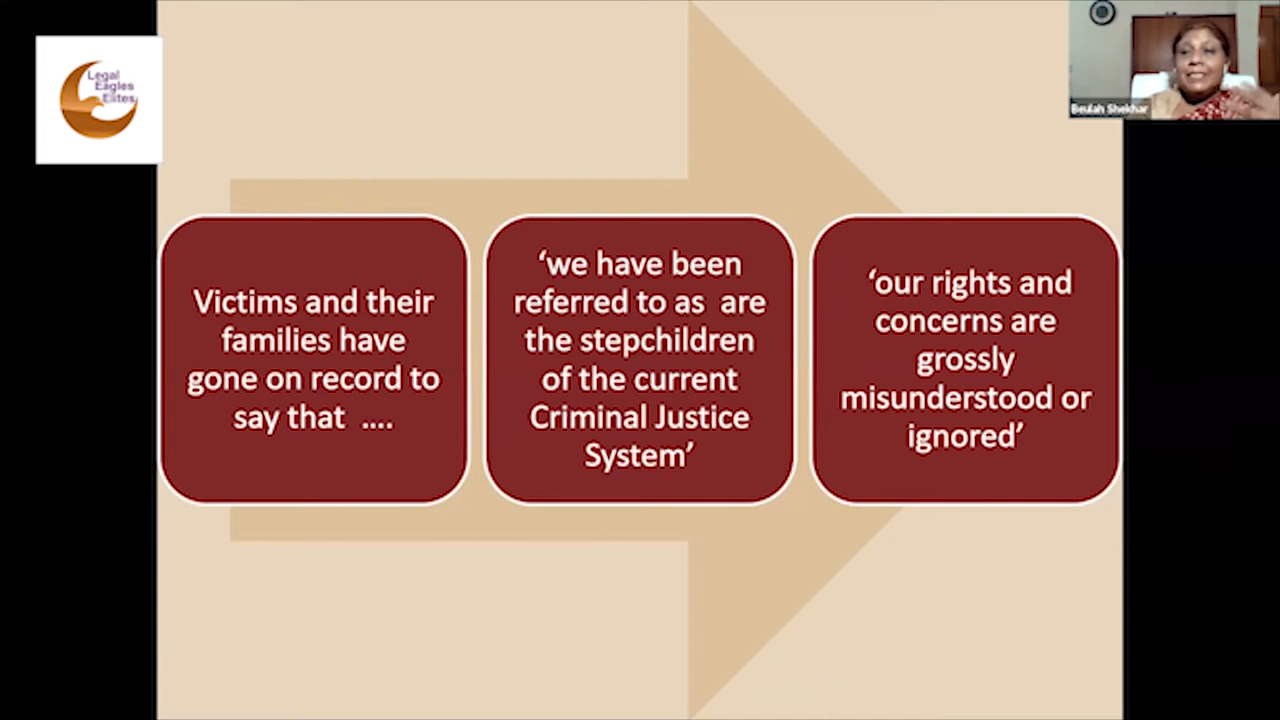 Legal
Eagles
Elites
Beulah Shekhar
Victims and their
families have
gone on record to
say that ....
‘we have been
referred to as are
the stepchildren
of the current
Criminal Justice
System’
‘our rights and
concerns are
grossly
misunderstood or
ignored’